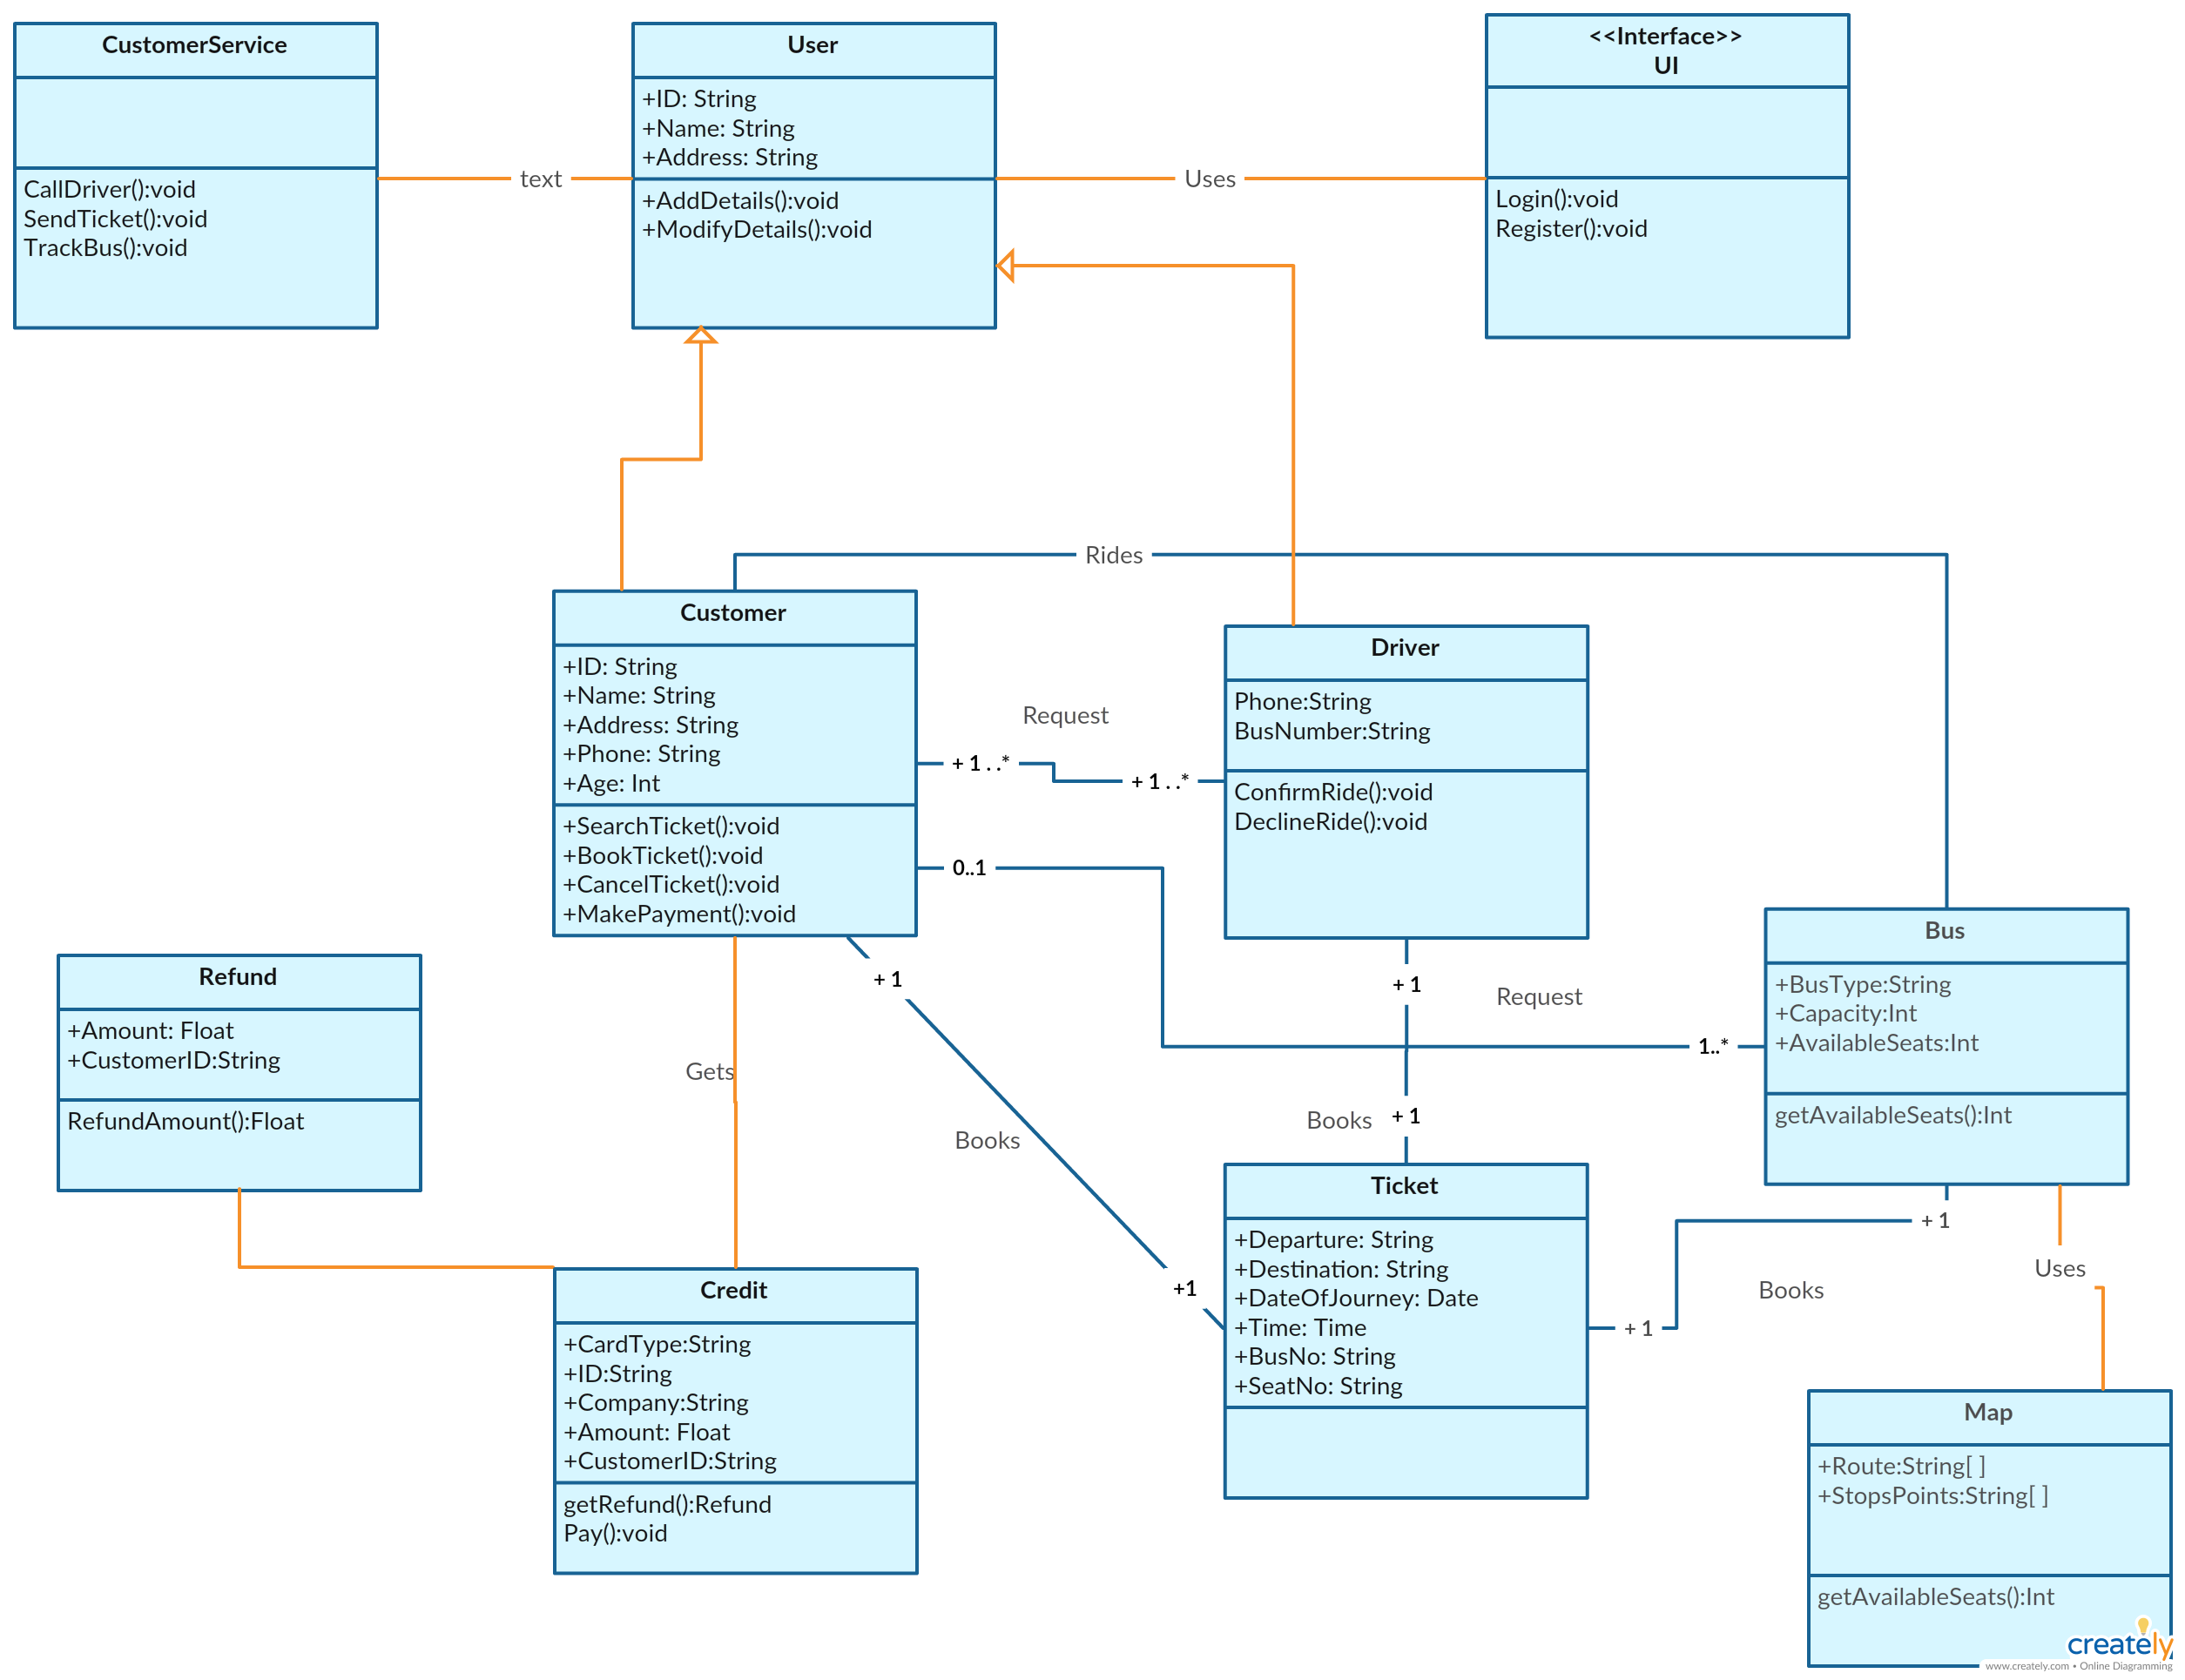 CustomerService
CallDriver():void
SendTicket():void
TrackBus():void
text
User
+ID: String
+Name: String
+Address: String
+AddDetails():void
+ModifyDetails():void
Uses
<<Interface>>
UI
Login():void
Register():void
Rides
Customer
+ID: String
+Name: String
+Address: String
+Phone: String
+Age: Int
+SearchTicket():void
+BookTicket():void
+CancelTicket():void
+MakePayment():void
Request
+ 1 . .*
+ 1 . .*
Driver
Phone:String
BusNumber:String
ConfirmRide():void
DeclineRide():void
0..1
Request
1..*
Bus
+BusType:String
+Capacity:Int
+AvailableSeats:Int
getAvailableSeats():Int
Refund
+Amount: Float
+CustomerID:String
RefundAmount():Float
Gets
+ 1
Books
+1
+ 1
Books
+ 1
+ 1
Books
+ 1
Uses
Credit
+CardType:String
+ID:String
+Company:String
+Amount: Float
+CustomerID:String
getRefund():Refund
Pay():void
Ticket
+Departure: String
+Destination: String
+DateOfJourney: Date
+Time: Time
+BusNo: String
+SeatNo: String
Map
+Route:String[ ]
+StopsPoints:String[ ]
getAvailableSeats():Int
creately
www.creately.com • Online Diagramming